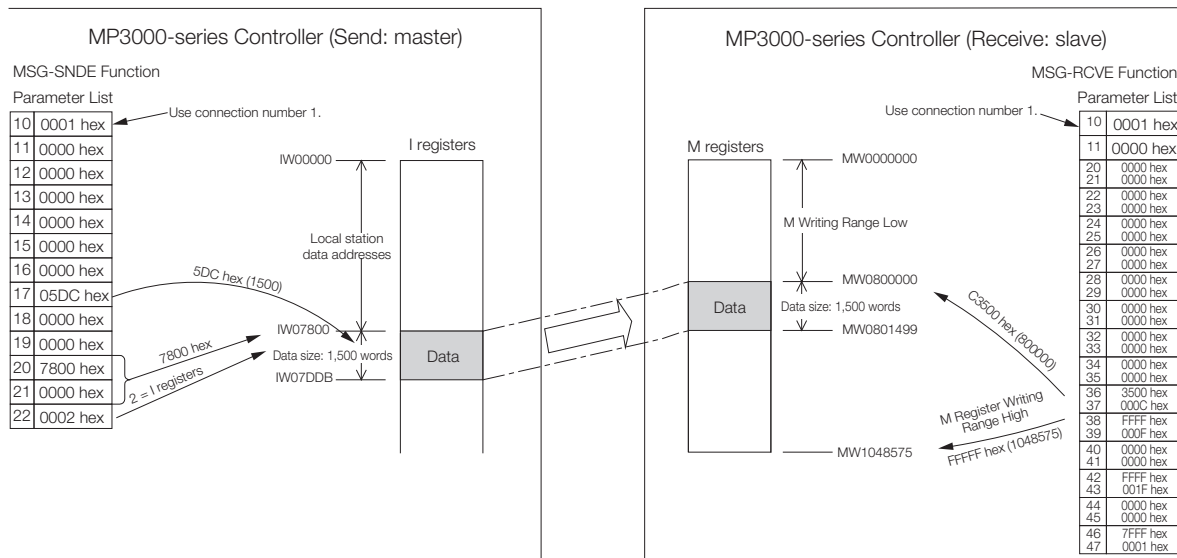 MP3000-series Controller (Send: master)
MSG-SNDE Function
Parameter List
10 0001 hex
11 0000 hex
12 0000 hex
13 0000 hex
14 0000 hex
15 0000 hex
16 0000 hex
17 05DC hex
18 0000 hex
19 0000 hex
20 7800 hex
21 0000 hex
22 0002 hex
Use connection number 1.
5DC hex (1500)
7800 hex
2 = I registers
I registers
IW00000
Local station
data addresses
IW07800
Data size: 1,500 words
IW07DDB
Data
MP3000-series Controller (Receive: slave)
MSG-RCVE Function
Parameter List
Use connection number 1.
M registers
MW0000000
M Writing Range Low
MW0800000
Data size: 1,500 words
MW0801499
Data
MW1048575
C3500 hex (800000)
M Register Writing
Range High
FFFFF hex (1048575)
10 0001 hex
11 0000 hex
20 0000 hex
21 0000 hex
22 0000 hex
23 0000 hex
24 0000 hex
25 0000 hex
26 0000 hex
27 0000 hex
28 0000 hex
29 0000 hex
30 0000 hex
31 0000 hex
32 0000 hex
33 0000 hex
34 0000 hex
35 0000 hex
36 3500 hex
37 000C hex
38 FFFF hex
39 000F hex
40 0000 hex
41 0000 hex
42 FFFF hex
43 001F hex
44 0000 hex
45 0000 hex
46 7FFF hex
47 0001 hex